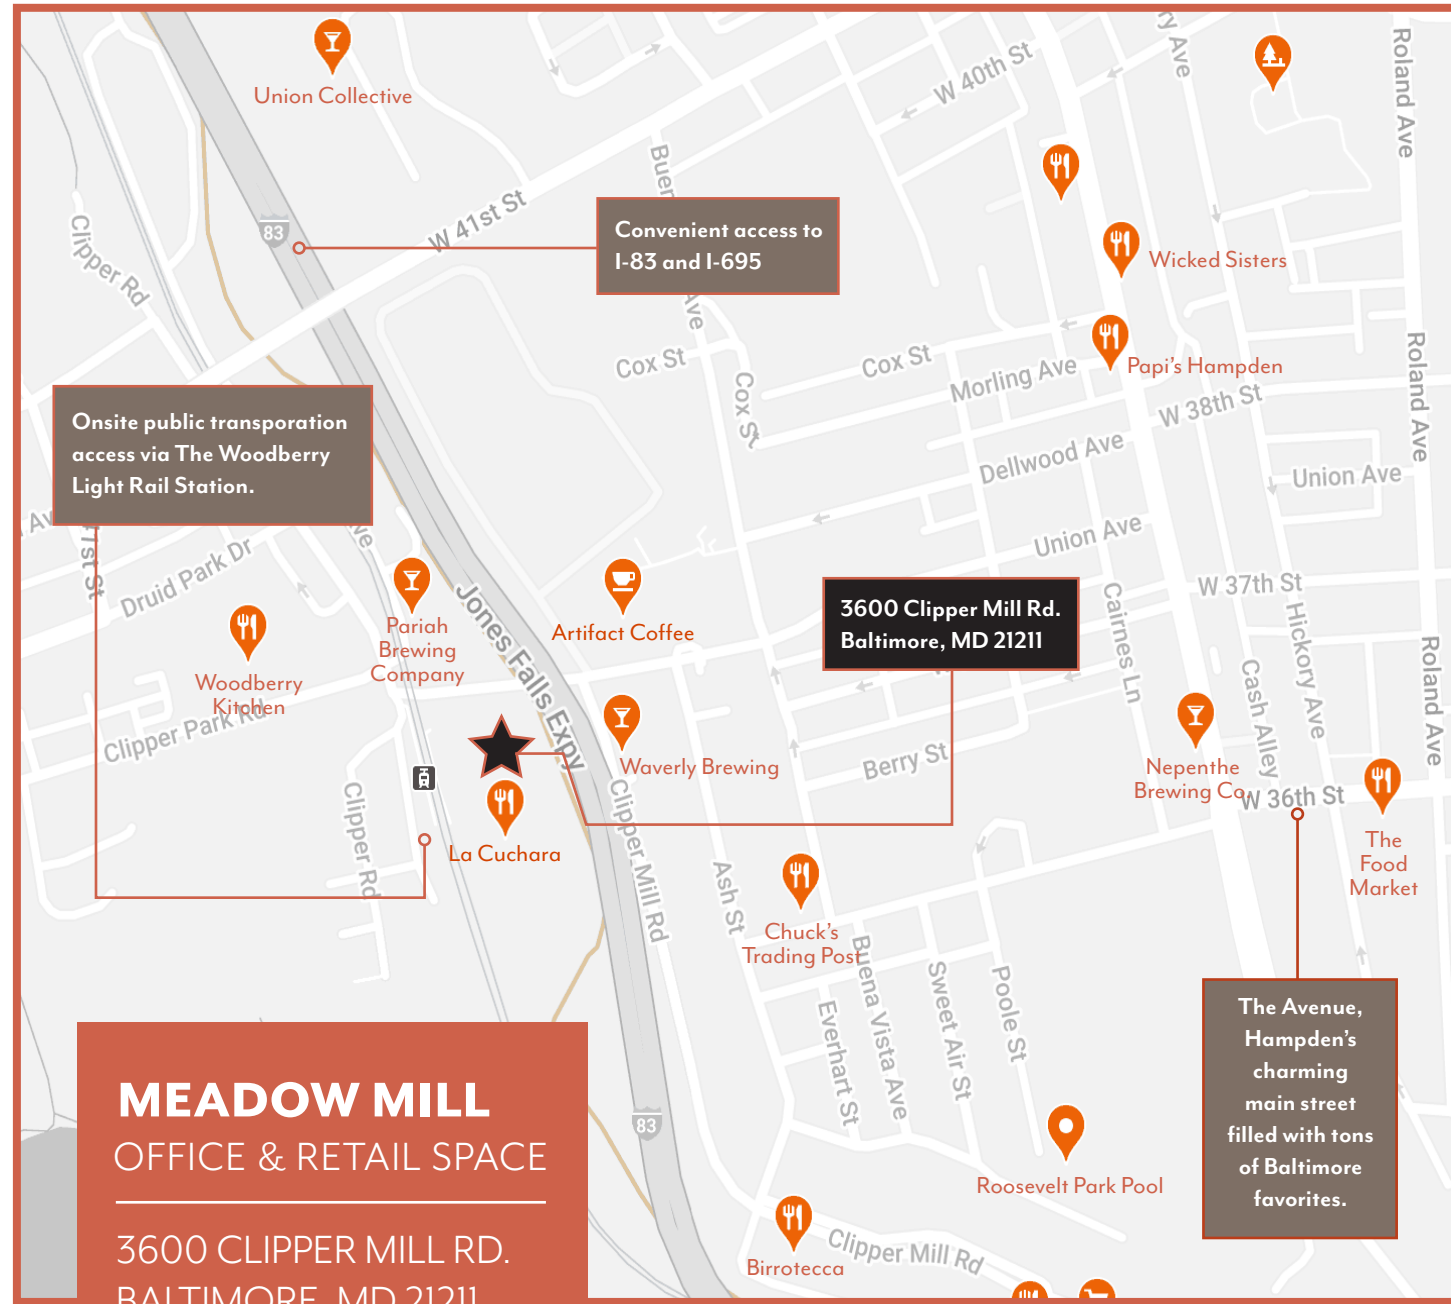 Union Collective
W 40th St
Roland Ave
Clipper Rd
83
W 41st St
Convenient access to
I-83 and I-695
Ave
Wicked Sisters
Cox St
Cox St
Cox St
Morling Ave
Papi's Hampden
W 38th St
Roland Ave
Onsite public transporation
access via The Woodberry
Light Rail Station.
Dellwood Ave
Union Ave
Union Ave
Druid Park Dr
Jones Falls Expy
Artifact Coffee
Pariah
Brewing
Company
Woodberry
Kitchen
Clipper Park Rd
3600 Clipper Mill Rd.
Baltimore, MD 21211
W 37th St
Cairnes Ln
Hickory Ave
Cash Alley
Roland Ave
Waverly Brewing
Berry St
Nepenthe
Brewing Co.
W 36th St
The
Food
Market
Clipper Rd
La Cuchara
Clipper Mill Rd
Ash St
Chuck's
Trading Post
Buena Vista Ave
Sweet Air St
Poole St
Everhart St
The Avenue,
Hampden's
charming
main street
filled with tons
of Baltimore
favorites.
83
Roosevelt Park Pool
Birrotecca
Clipper Mill Rd
MEADOW MILL
OFFICE & RETAIL SPACE
3600 CLIPPER MILL RD.
BALTIMORE, MD 21211